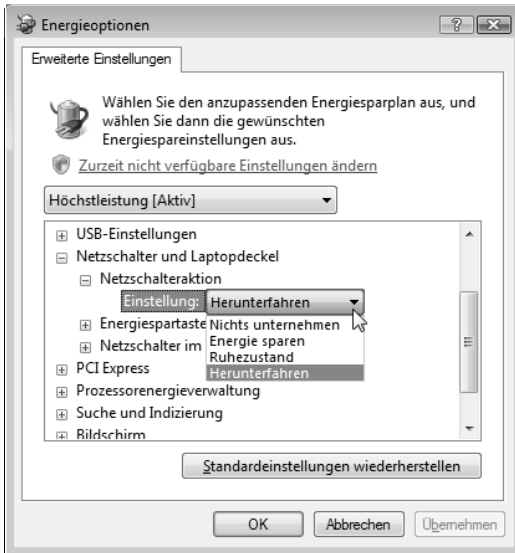 Energieoptionen
Erweiterte Einstellungen
Wählen Sie den anzupassenden Energiesparplan aus, und
wählen Sie dann die gewünschten
Energiespareinstellungen aus.
Zurzeit nicht verfügbare Einstellungen ändern
Höchstleistung [Aktiv]
USB-Einstellungen
Netzschalter und Laptopdeckel
Netzschalteraktion
Einstellung: Herunterfahren
Energiespartaste
Nichts unternehmen
Energie sparen
Netzschalter im
Ruhezustand
Herunterfahren
PCI Express
Prozessorenergieverwaltung
Suche und Indizierung
Bildschirm
Standardeinstellungen wiederherstellen
OK Abbrechen Übernehmen